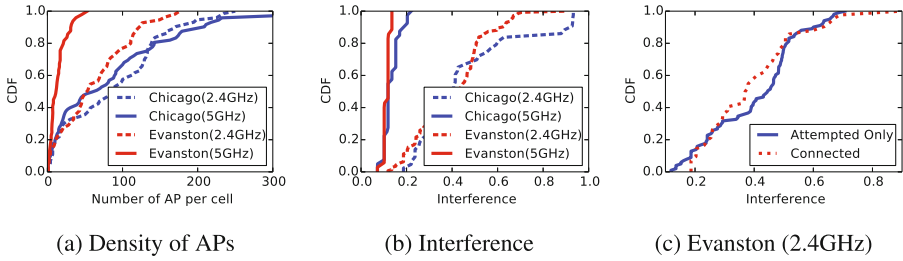 CDF
1.0
0.8
0.6
0.4
0.2
0.0
0 100 200 300
Number of AP per cell
Chicago(2.4GHz)
Chicago(5GHz)
Evanston(2.4GHz)
Evanston(5GHz)
(a) Density of APs
CDF
1.0
0.8
0.6
0.4
0.2
0.0
0.0 0.2 0.4 0.6 0.8 1.0
Interference
Chicago(2.4GHz)
Chicago(5GHz)
Evanston(2.4GHz)
Evanston(5GHz)
(b) Interference
CDF
1.0
0.8
0.6
0.4
0.2
0.0
0.2 0.4 0.6 0.8
Interference
Attempted Only
Connected
(c) Evanston (2.4GHz)